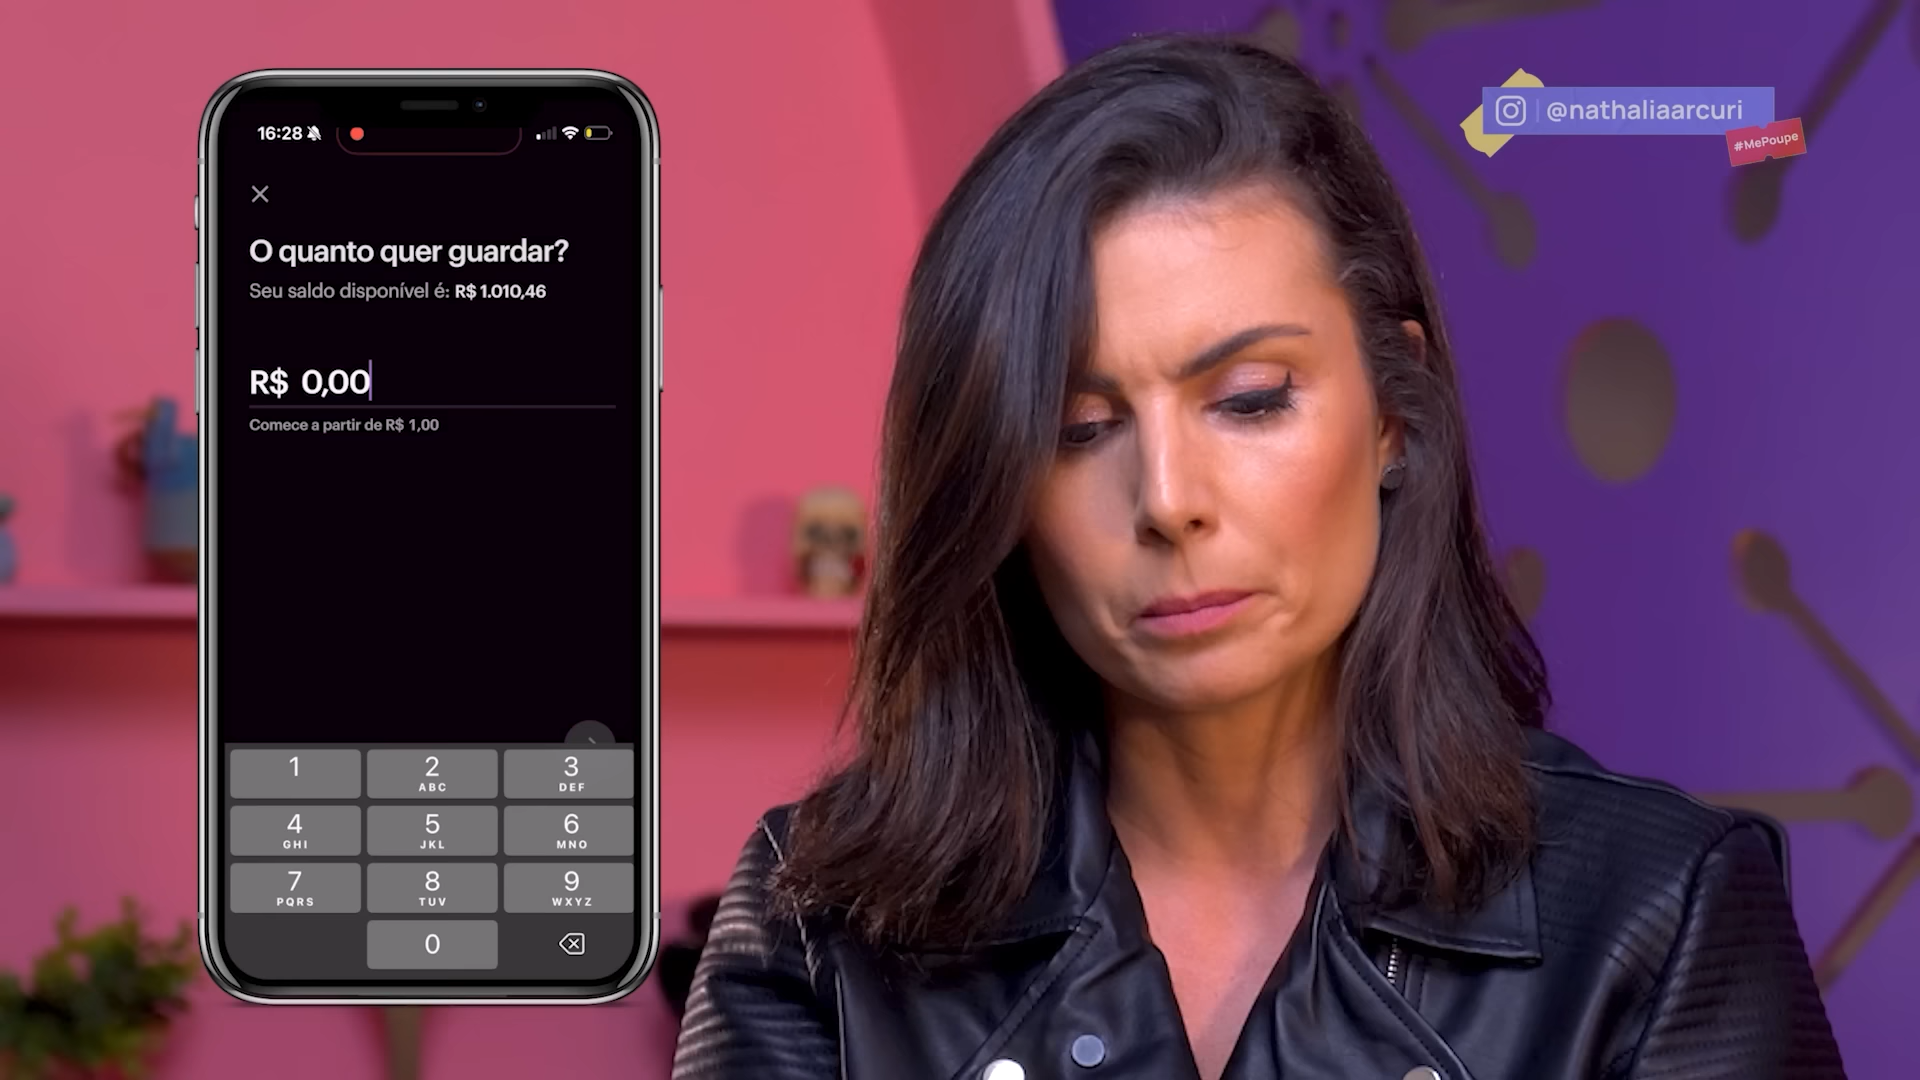 16:28
O quanto quer guardar?
Seu saldo disponível é: R$ 1.010,46
R$ 0,00
Comece a partir de R$ 1,00
1
2
ABC
3
DEF
4
GHI
5
JKL
6
MNO
7
PQRS
8
TUV
9
WXYZ
0
@nathaliaarcuri
#MePoupe